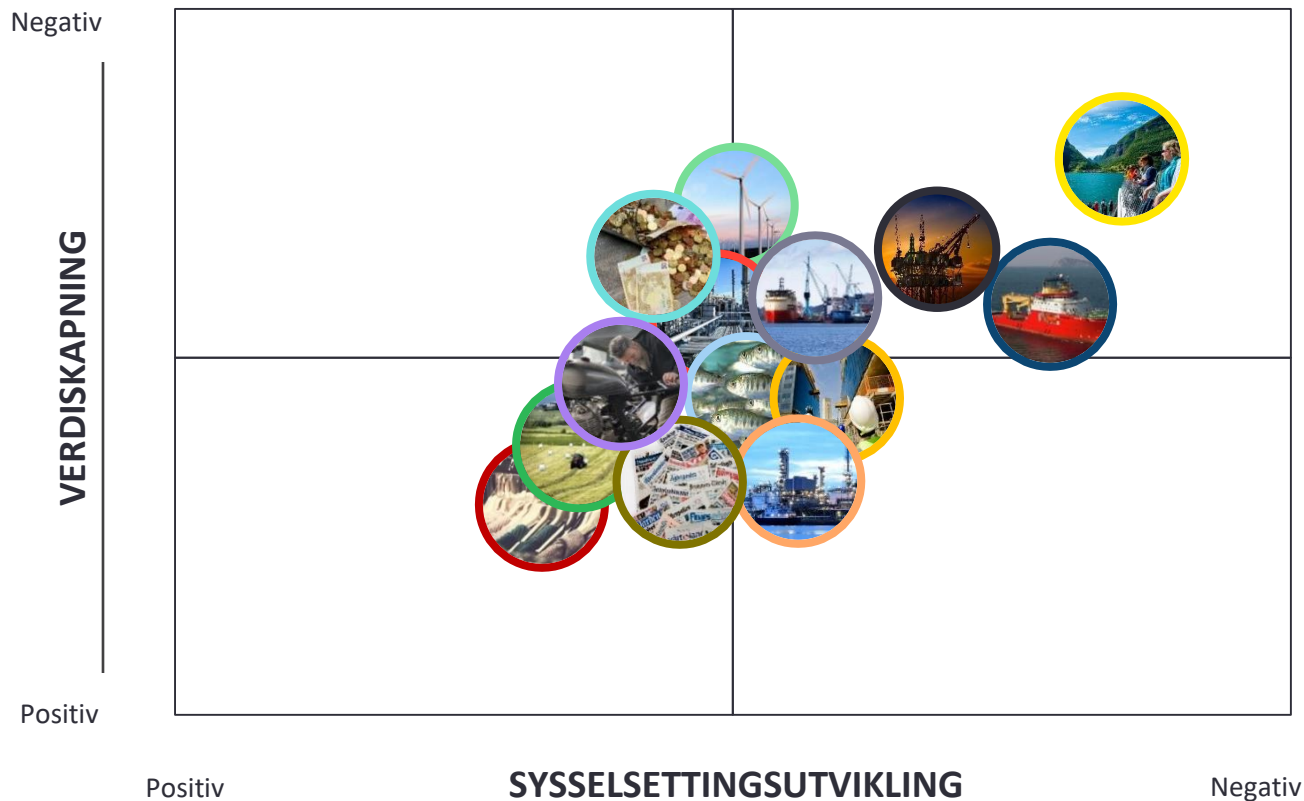 Negativ
VERDISKAPNING
Positiv
Positiv
SYSSELSETTINGSUTVIKLING
Negativ